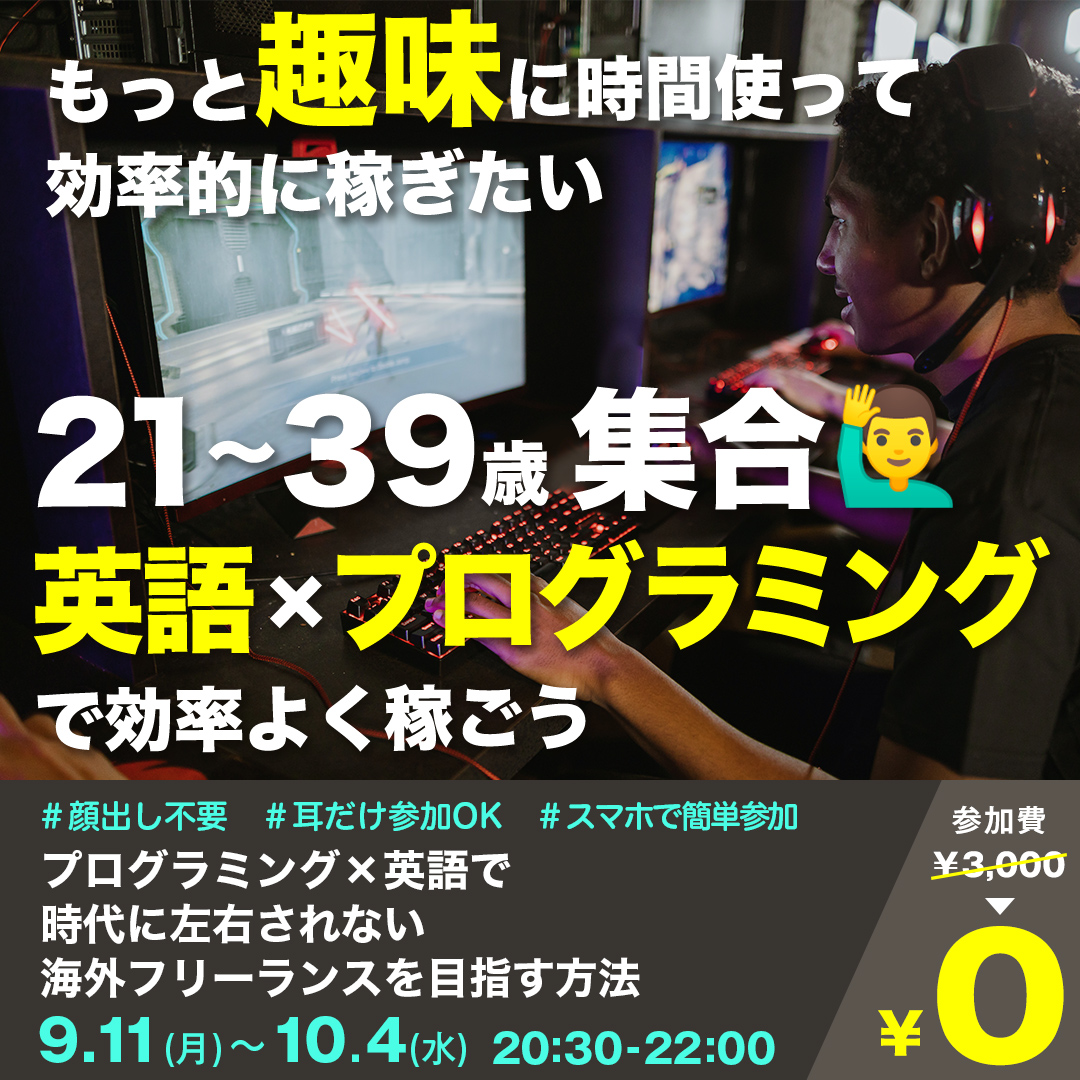 もっと趣味に時間使って
効率的に稼ぎたい
21~39歳 集合
英語×プログラミング
で効率よく稼ごう
#顔出し不要 #耳だけ参加OK #スマホで簡単参加
プログラミング×英語で
時代に左右されない
海外フリーランスを目指す方法
9.11(月)~10.4(水) 20:30-22:00
参加費
¥3,000
¥0